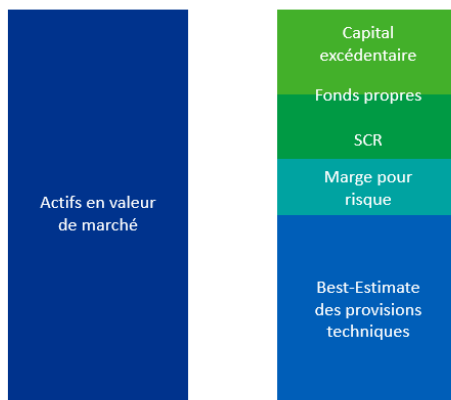 Capital
excédentaire
Fonds propres
SCR
Marge pour
risque
Actifs en valeur
de marché
Best-Estimate
des provisions
techniques